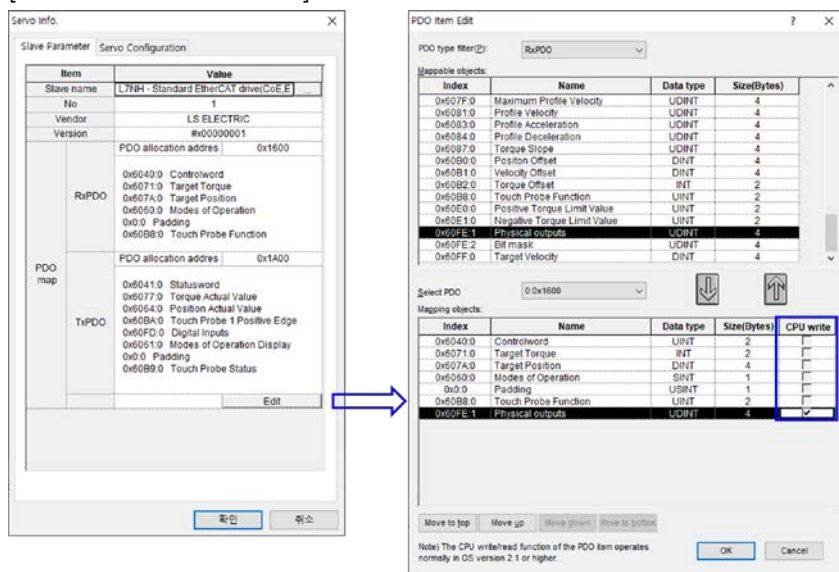 Servo Info.
Slave Parameter Servo Configuration
Item Value
Slave name L7NH - Standard EtherCAT drive(CoE,E ...
No 1
Vendor LS ELECTRIC
Version #x00000001
PDO map
RxPDO
PDO allocation addres 0x1600
0x6040:0 Controlword
0x6071:0 Target Torque
0x607A:0 Target Position
0x6060:0 Modes of Operation
0x0:0 Padding
0x60B8:0 Touch Probe Function
TxPDO
PDO allocation addres 0x1A00
0x6041:0 Statusword
0x6077:0 Torque Actual Value
0x6064:0 Position Actual Value
0x60BA:0 Touch Probe 1 Positive Edge
0x60FD:0 Digital Inputs
0x6061:0 Modes of Operation Display
0x0:0 Padding
0x60B9:0 Touch Probe Status
Edit
확인 취소
PDO Item Edit ?
PDO type filter(P): RxPDO
Mappable objects:
Index Name Data type Size(Bytes)
0x607F:0 Maximum Profile Velocity UDINT 4
0x6081:0 Profile Velocity UDINT 4
0x6083:0 Profile Acceleration UDINT 4
0x6084:0 Profile Deceleration UDINT 4
0x6087:0 Torque Slope UDINT 4
0x60B0:0 Positon Offset DINT 4
0x60B1:0 Velocity Offset DINT 4
0x60B2:0 Torque Offset INT 2
0x60B8:0 Touch Probe Function UINT 2
0x60E0:0 Positive Torque Limit Value UINT 2
0x60E1:0 Negative Torque Limit Value UINT 2
0x60FE:1 Physical outputs UDINT 4
0x60FE:2 Bit mask UDINT 4
0x60FF:0 Target Velocity DINT 4
Select PDO 0:0x1600
Mapping objects:
Index Name Data type Size(Bytes) CPU write
0x6040:0 Controlword UINT 2
0x6071:0 Target Torque INT 2
0x607A:0 Target Position DINT 4
0x6060:0 Modes of Operation SINT 1
0x0:0 Padding USINT 1
0x60B8:0 Touch Probe Function UINT 2
0x60FE:1 Physical outputs UDINT 4
Move to top Move up Move down Move to bottom
Note) The CPU write/read function of the PDO item operates
normally in OS version 2.1 or higher.
OK Cancel